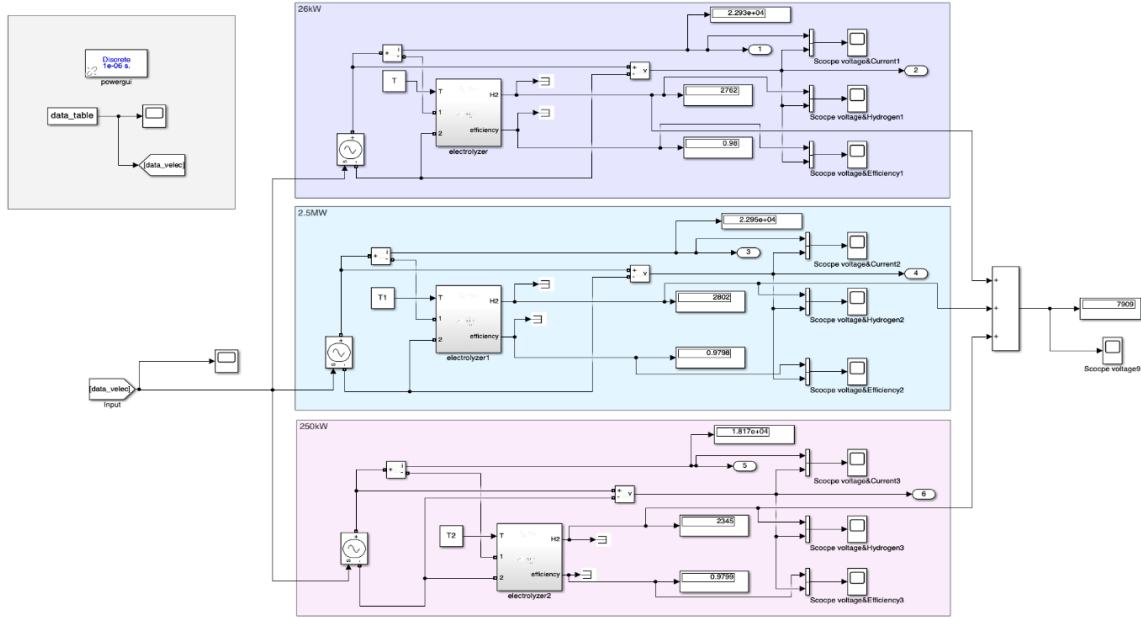 26kW
2.293e+04
Discrete
1e-06 s.
powergui
data_table
[data_velec]
+
i
-
1
Scocpe voltage&Current1
+
-
v
2
T
T
H2
1
efficiency
2
electrolyzer
2762
Scocpe voltage&Hydrogen1
0.98
Scocpe voltage&Efficiency1
+
s
-
2.5MW
2.295e+04
+
i
-
3
Scocpe voltage&Current2
+
-
v
4
T1
T
H2
1
efficiency
2
electrolyzer1
2802
Scocpe voltage&Hydrogen2
0.9798
Scocpe voltage&Efficiency2
+
s
-
+
+
+
7909
Scocpe voltage9
[data_velec]
Input
250kW
1.817e+04
+
i
-
5
Scocpe voltage&Current3
+
-
v
6
T2
T
H2
1
efficiency
2
electrolyzer2
2345
Scocpe voltage&Hydrogen3
0.9799
Scocpe voltage&Efficiency3
+
s
-